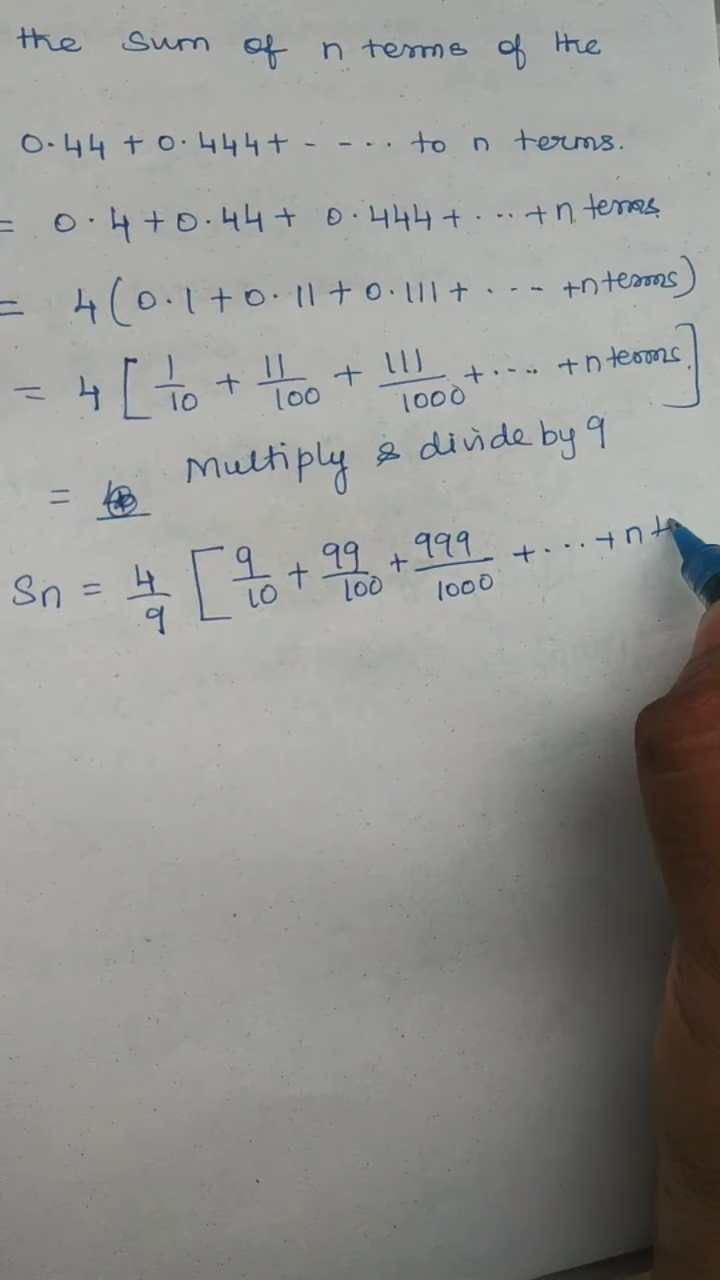 the sum of n terms of the
0.44 + 0.444 + - - ... to n terms.
= 0.4 + 0.44 + 0.444 + ... + n terms
= 4 ( 0.1 + 0.11 + 0.111 + . - - - + n terms )
= 4 [ 1/10 + 11/100 + 111/1000 + ... + n terms. ]
= Multiply & divide by 9
Sn = 4/9 [ 9/10 + 99/100 + 999/1000 + ... + n t